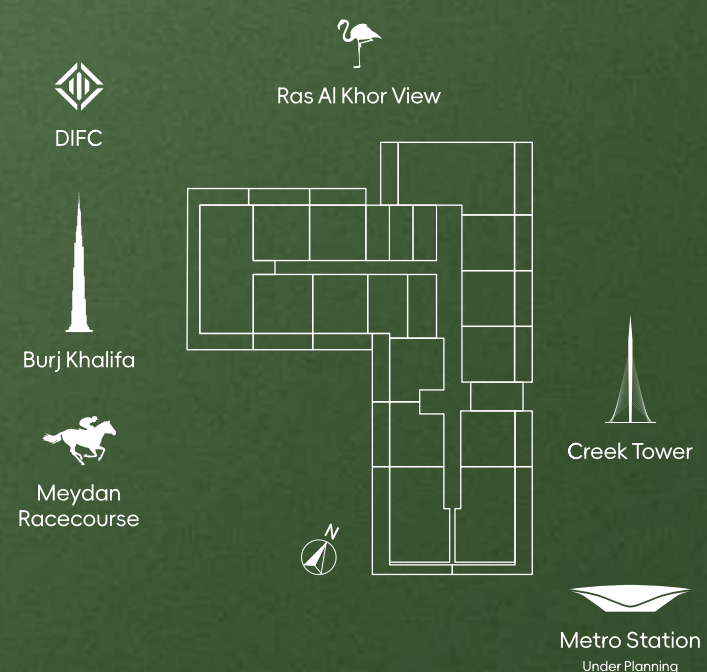 Ras Al Khor View
DIFC
Burj Khalifa
Creek Tower
Meydan
Racecourse
N
Metro Station
Under Planning